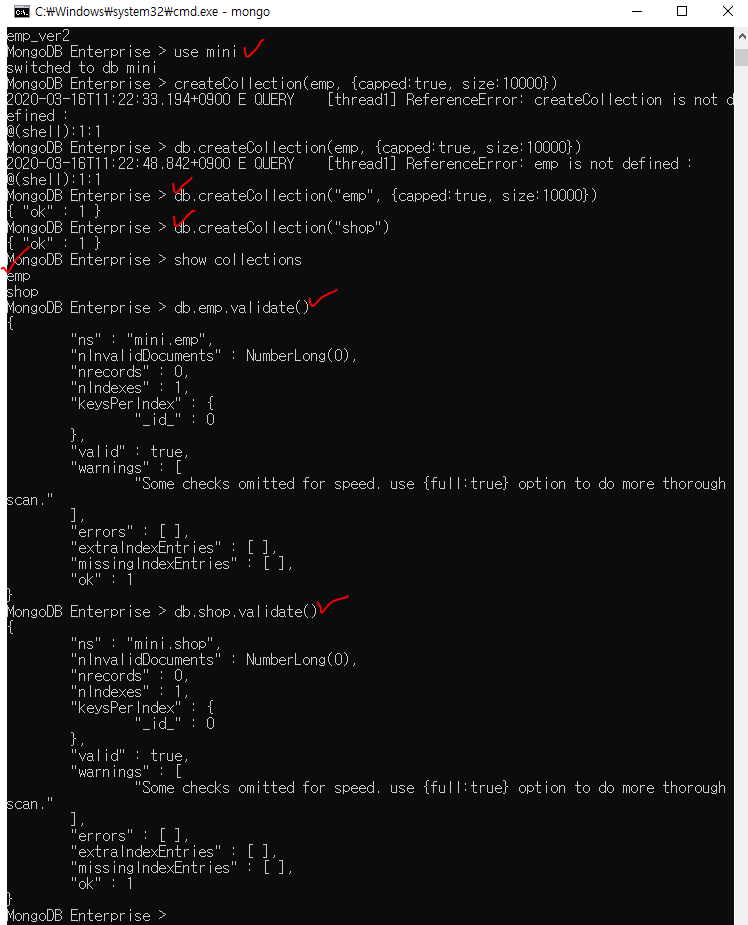 C:\Windows\system32\cmd.exe - mongo
emp_ver2
MongoDB Enterprise > use mini
switched to db mini
MongoDB Enterprise > createCollection(emp, {capped:true, size:10000})
2020-03-16T11:22:33.194+0900 E QUERY    [thread1] ReferenceError: createCollection is not d
efined :
@(shell):1:1
MongoDB Enterprise > db.createCollection(emp, {capped:true, size:10000})
2020-03-16T11:22:48.842+0900 E QUERY    [thread1] ReferenceError: emp is not defined :
@(shell):1:1
MongoDB Enterprise > db.createCollection("emp", {capped:true, size:10000})
{ "ok" : 1 }
MongoDB Enterprise > db.createCollection("shop")
{ "ok" : 1 }
MongoDB Enterprise > show collections
emp
shop
MongoDB Enterprise > db.emp.validate()
{
        "ns" : "mini.emp",
        "nInvalidDocuments" : NumberLong(0),
        "nrecords" : 0,
        "nIndexes" : 1,
        "keysPerIndex" : {
                "_id_" : 0
        },
        "valid" : true,
        "warnings" : [
                "Some checks omitted for speed. use {full:true} option to do more thorough
scan."
        ],
        "errors" : [ ],
        "extraIndexEntries" : [ ],
        "missingIndexEntries" : [ ],
        "ok" : 1
}
MongoDB Enterprise > db.shop.validate()
{
        "ns" : "mini.shop",
        "nInvalidDocuments" : NumberLong(0),
        "nrecords" : 0,
        "nIndexes" : 1,
        "keysPerIndex" : {
                "_id_" : 0
        },
        "valid" : true,
        "warnings" : [
                "Some checks omitted for speed. use {full:true} option to do more thorough
scan."
        ],
        "errors" : [ ],
        "extraIndexEntries" : [ ],
        "missingIndexEntries" : [ ],
        "ok" : 1
}
MongoDB Enterprise >